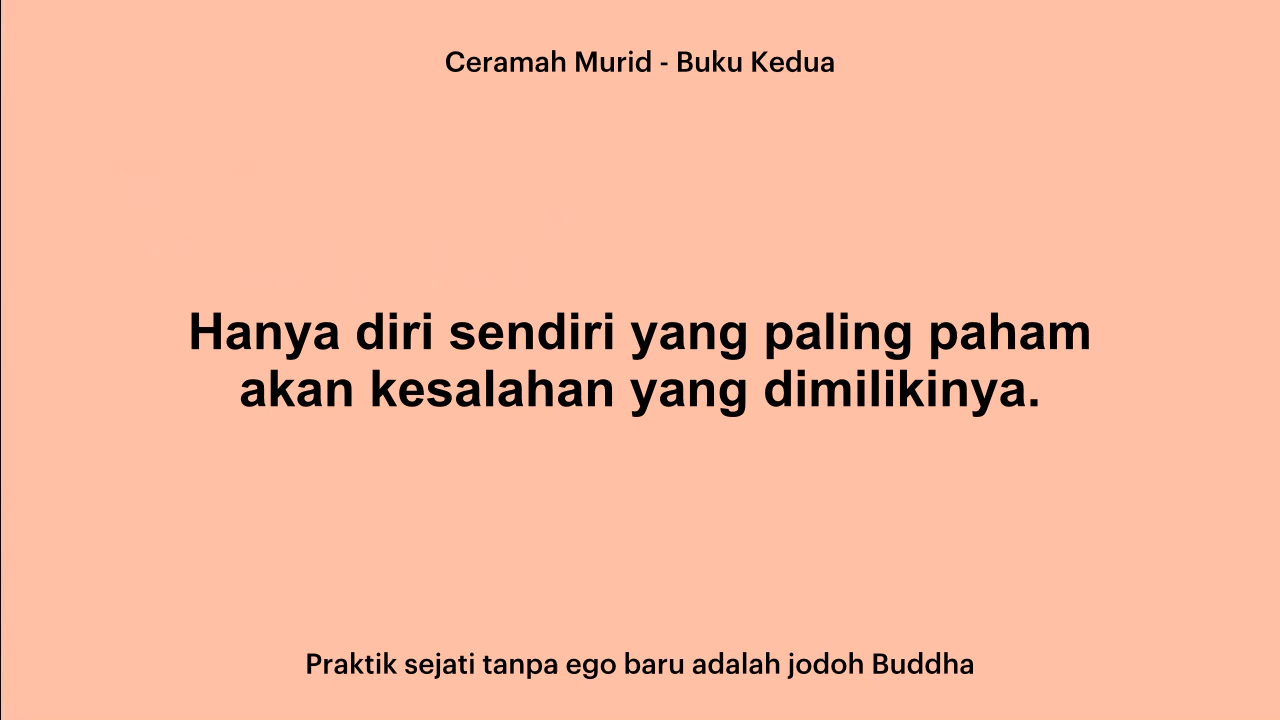 Ceramah Murid - Buku Kedua
Hanya diri sendiri yang paling paham
akan kesalahan yang dimilikinya.
Praktik sejati tanpa ego baru adalah jodoh Buddha